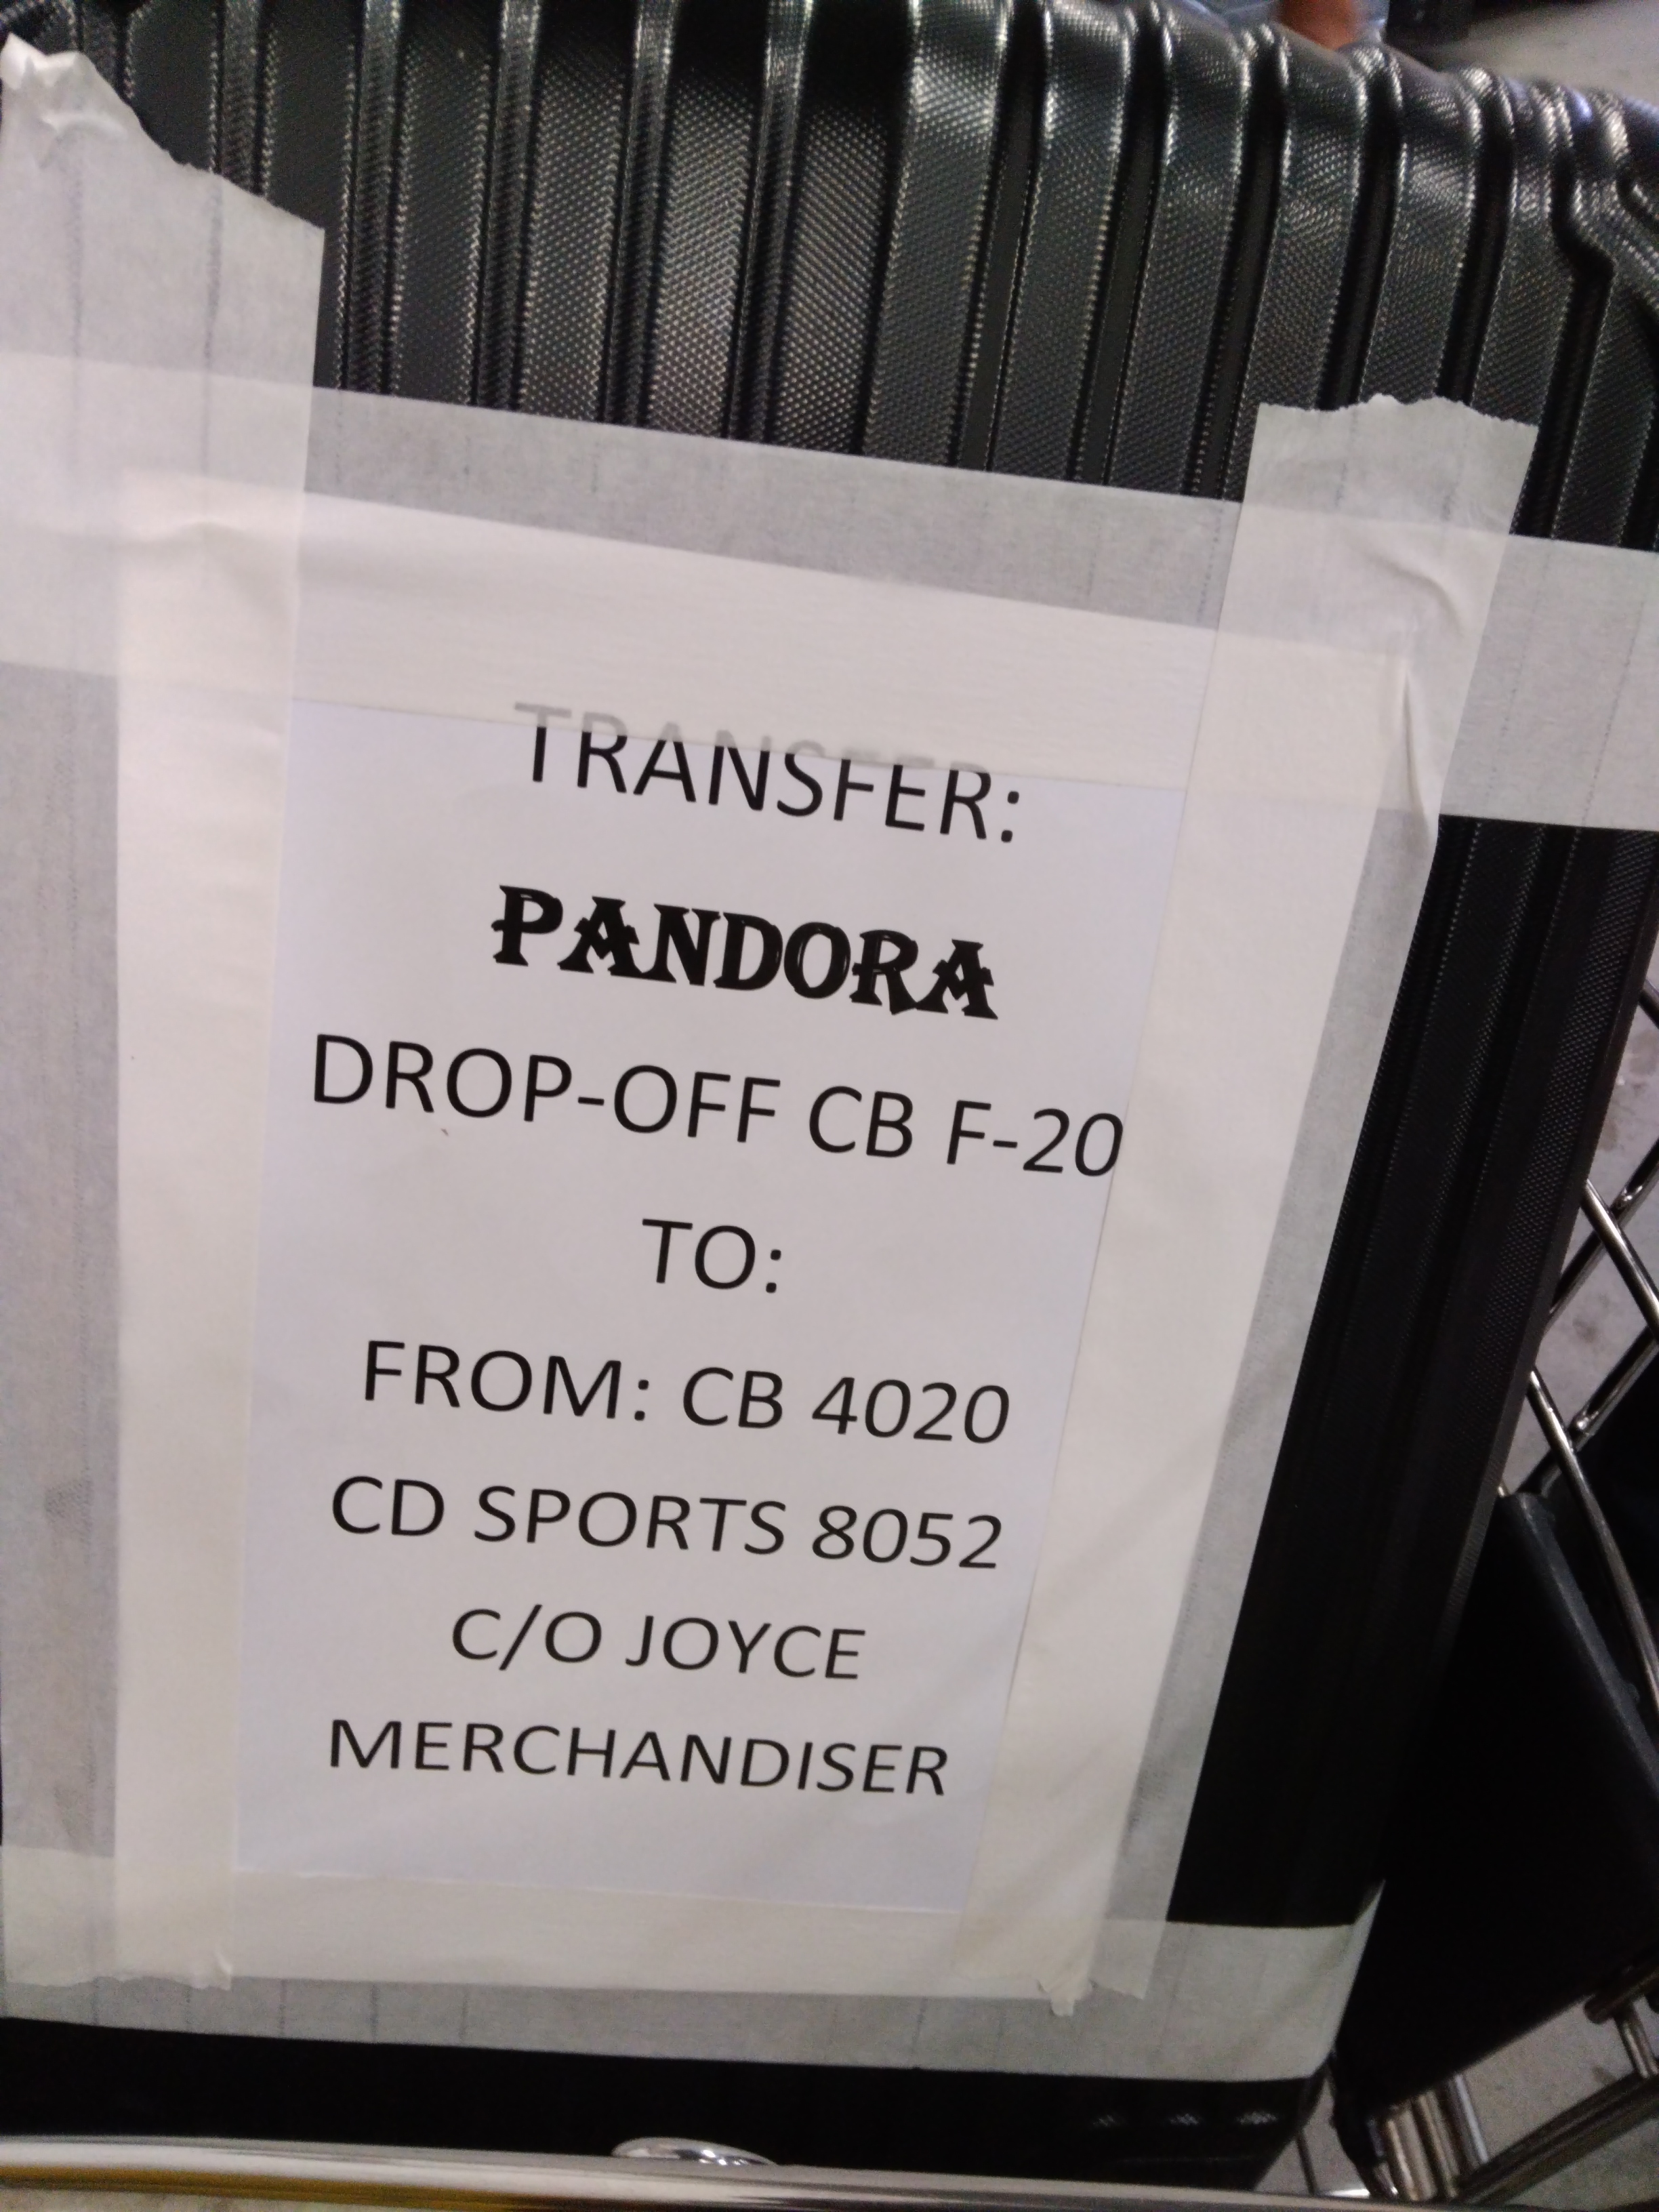 TRANSFER:
PANDORA
DROP-OFF CB F-20
TO:
FROM: CB 4020
CD SPORTS 8052
C/O JOYCE
MERCHANDISER